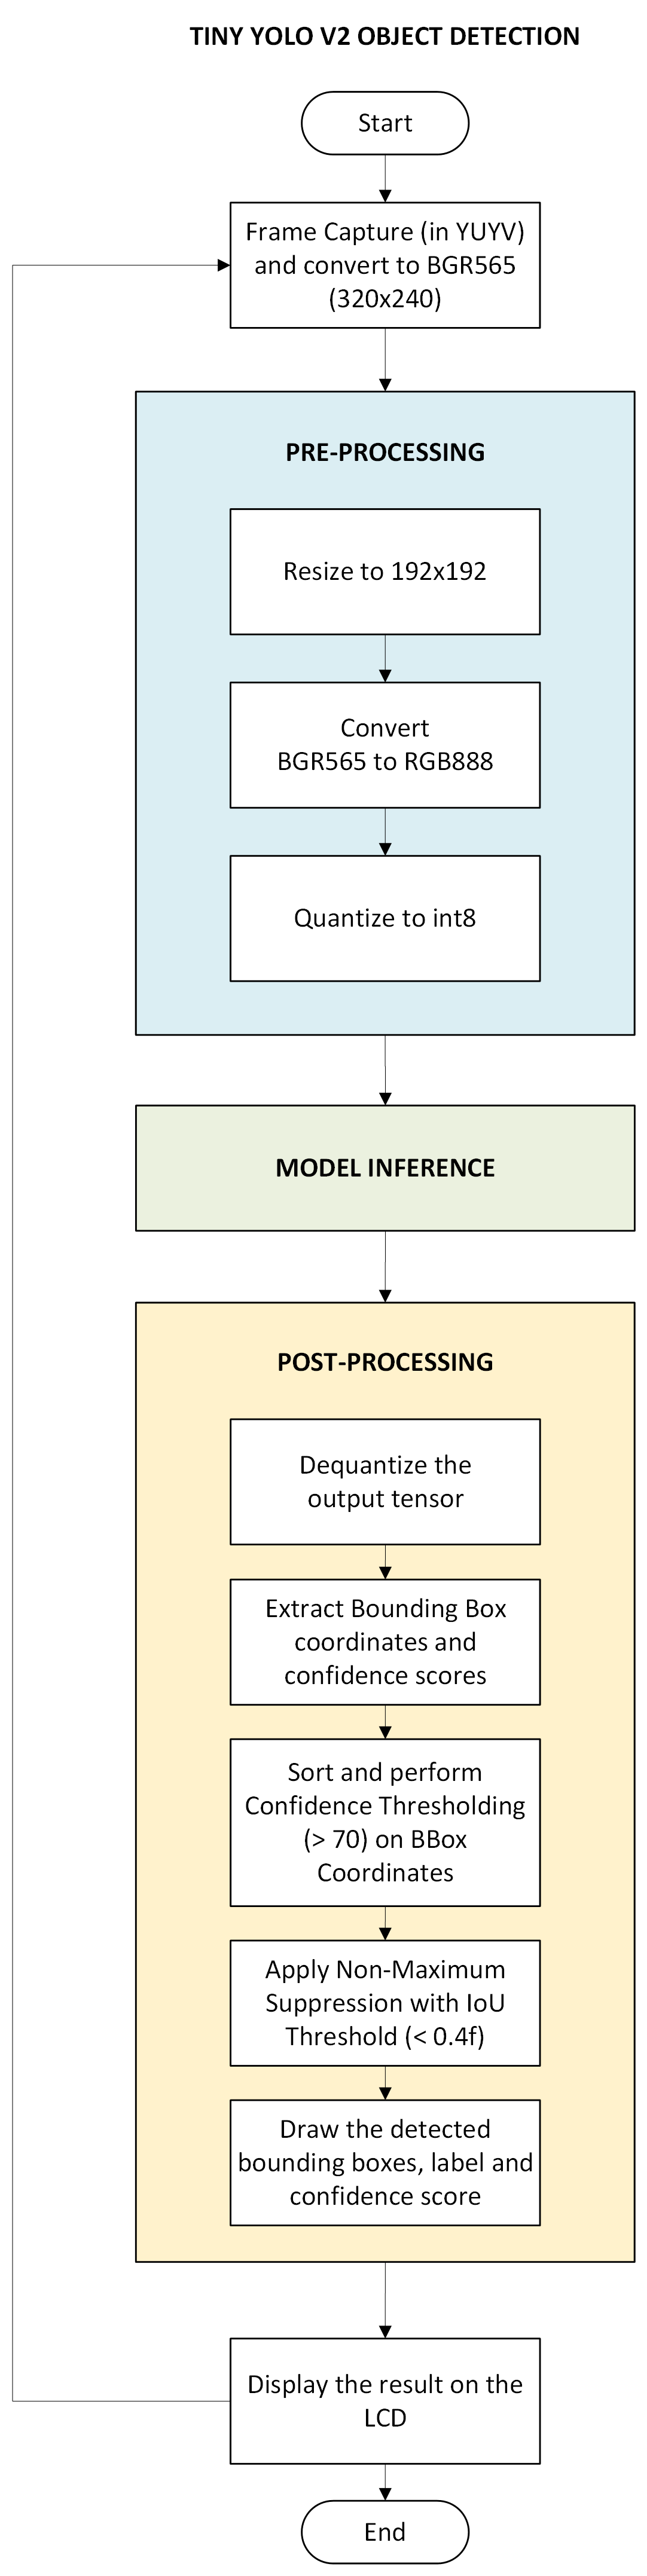 TINY YOLO V2 OBJECT DETECTION
Start
Frame Capture (in YUYV)
and convert to BGR565
(320x240)
PRE-PROCESSING
Resize to 192x192
Convert
BGR565 to RGB888
Quantize to int8
MODEL INFERENCE
POST-PROCESSING
Dequantize the
output tensor
Extract Bounding Box
coordinates and
confidence scores
Sort and perform
Confidence Thresholding
(> 70) on BBox
Coordinates
Apply Non-Maximum
Suppression with IoU
Threshold (< 0.4f)
Draw the detected
bounding boxes, label and
confidence score
Display the result on the
LCD
End